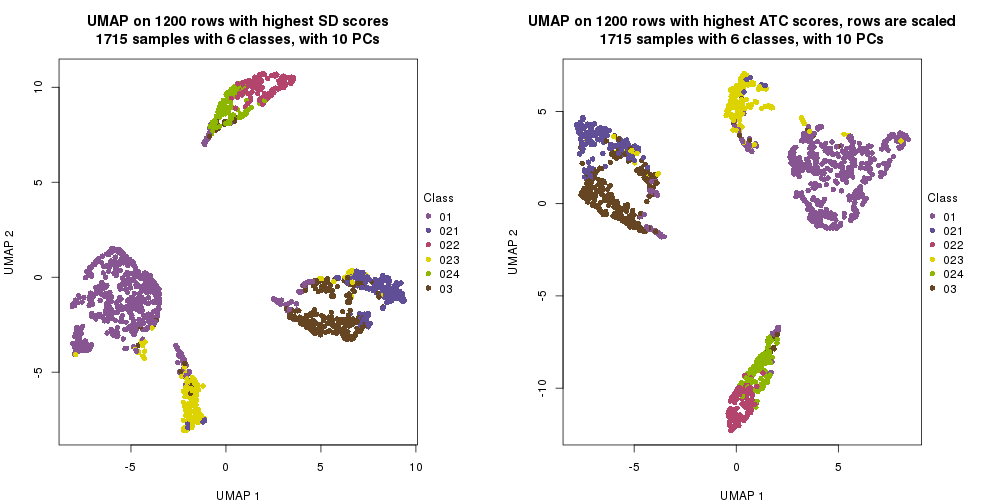 UMAP on 1200 rows with highest SD scores
1715 samples with 6 classes, with 10 PCs
10
5
0
-5
UMAP 2
-5
0
5
10
UMAP 1
Class
01
021
022
023
024
03
UMAP on 1200 rows with highest ATC scores, rows are scaled
1715 samples with 6 classes, with 10 PCs
5
0
-5
-10
UMAP 2
-5
0
5
UMAP 1
Class
01
021
022
023
024
03